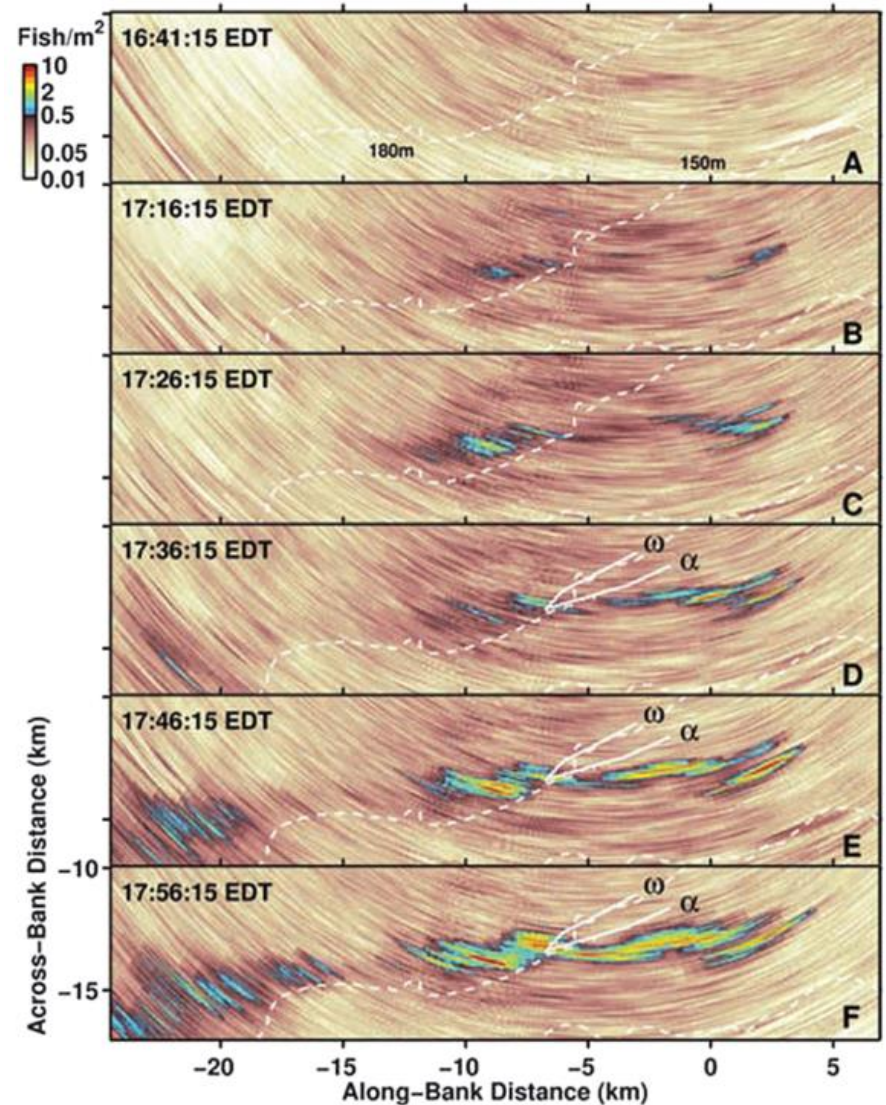 Fish/m2
10
2
0.5
0.05
0.01
16:41:15 EDT
180m
150m
A
17:16:15 EDT
B
17:26:15 EDT
C
17:36:15 EDT
ω
α
D
17:46:15 EDT
ω
α
E
17:56:15 EDT
ω
α
F
−10
−15
Across−Bank Distance (km)
−20 −15 −10 −5 0 5
Along−Bank Distance (km)